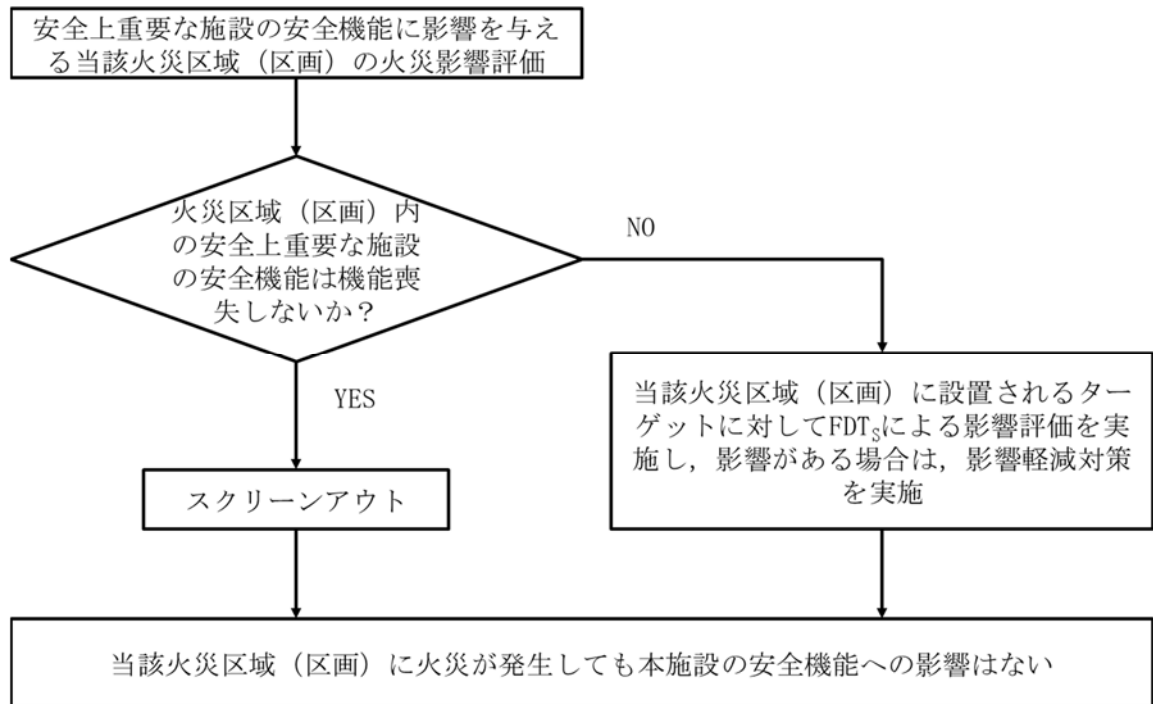 安全上重要な施設の安全機能に影響を与え
る当該火災区域（区画）の火災影響評価
火災区域（区画）内
の安全上重要な施設
の安全機能は機能喪
失しないか？
NO
YES
当該火災区域（区画）に設置されるター
ゲットに対してFDTSによる影響評価を実
施し，影響がある場合は，影響軽減対策
を実施
スクリーンアウト
当該火災区域（区画）に火災が発生しても本施設の安全機能への影響はない